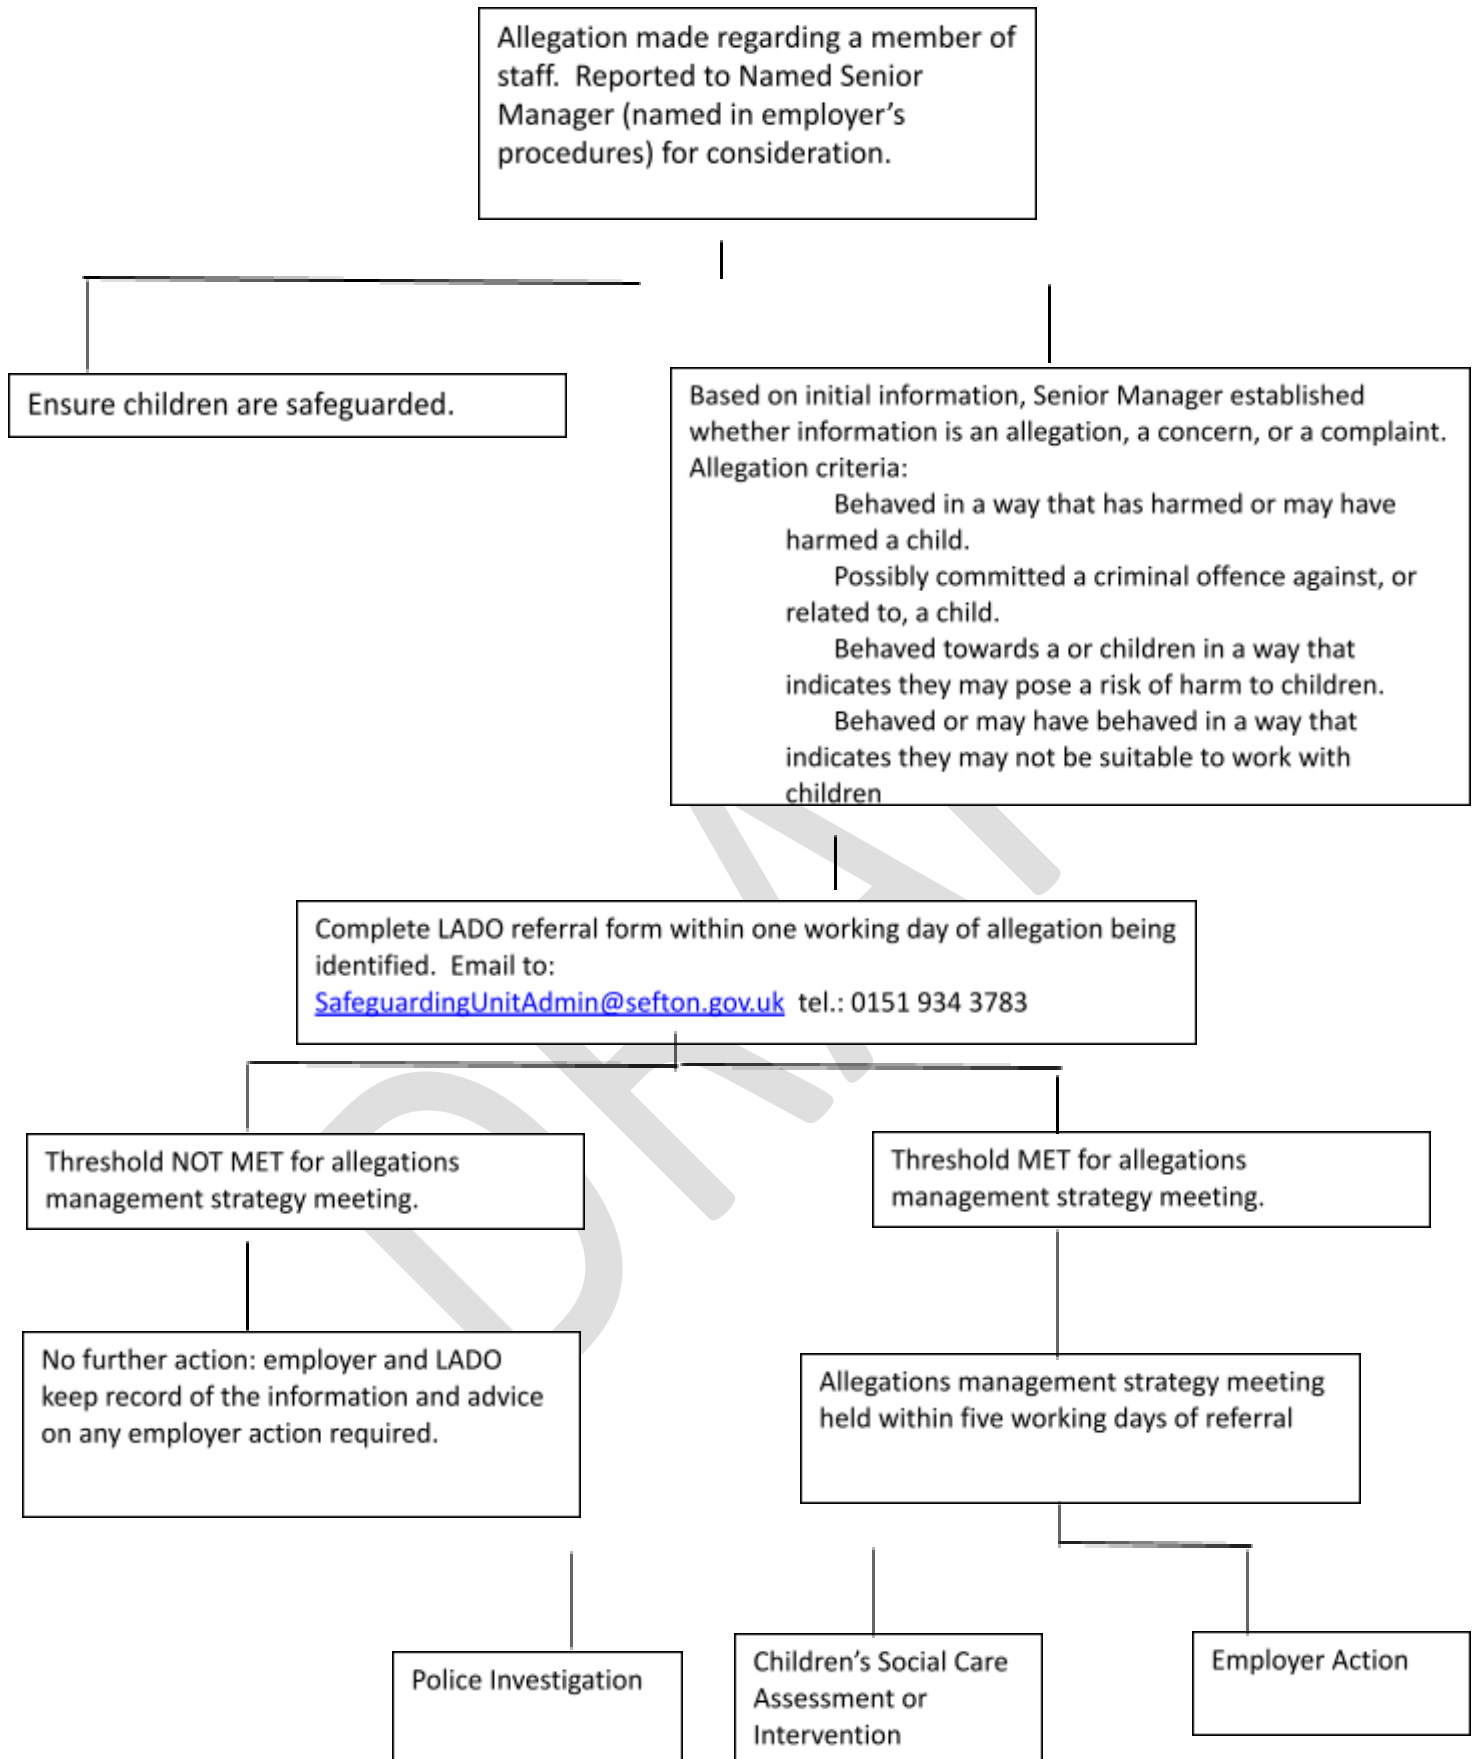 Allegation made regarding a member of
staff.  Reported to Named Senior
Manager (named in employer’s
procedures) for consideration.
Ensure children are safeguarded.
Based on initial information, Senior Manager established
whether information is an allegation, a concern, or a complaint.
Allegation criteria:
Behaved in a way that has harmed or may have
harmed a child.
Possibly committed a criminal offence against, or
related to, a child.
Behaved towards a or children in a way that
indicates they may pose a risk of harm to children.
Behaved or may have behaved in a way that
indicates they may not be suitable to work with
children
Complete LADO referral form within one working day of allegation being
identified.  Email to:
SafeguardingUnitAdmin@sefton.gov.uk  tel.: 0151 934 3783
Threshold NOT MET for allegations
management strategy meeting.
Threshold MET for allegations
management strategy meeting.
No further action: employer and LADO
keep record of the information and advice
on any employer action required.
Allegations management strategy meeting
held within five working days of referral
Police Investigation
Children’s Social Care
Assessment or
Intervention
Employer Action